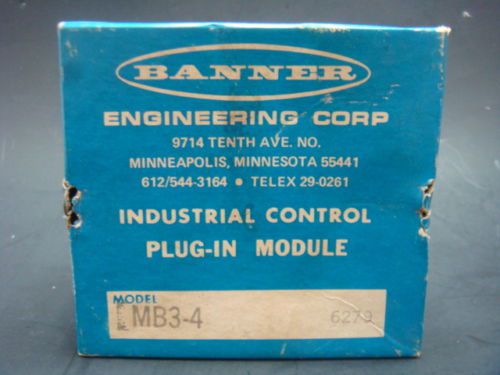 BANNER
ENGINEERING CORP
9714 TENTH AVE. NO.
MINNEAPOLIS, MINNESOTA 55441
612/544-3164 • TELEX 29-0261
INDUSTRIAL CONTROL
PLUG-IN MODULE
MODEL
MB3-4 6279